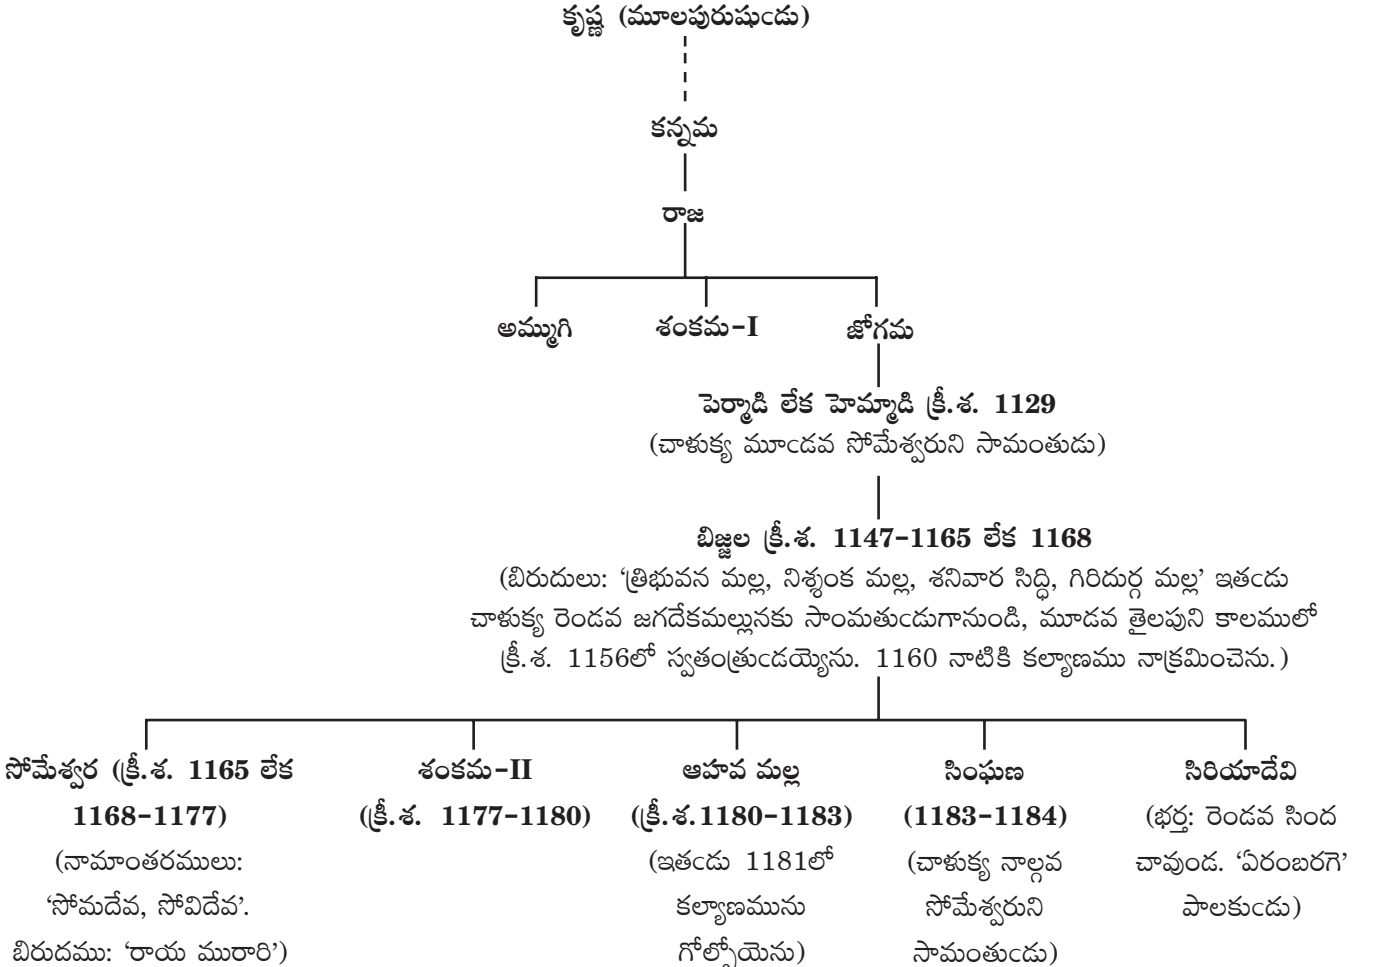 కృష్ణ (మూలపురుషుఁడు)
కన్నమ
రాజ
అమ్ముగి
శంకమ-I
జోగమ
పెర్మాడి లేక హెమ్మాడి క్రీ.శ. 1129
(చాళుక్య మూఁడవ సోమేశ్వరుని సామంతుడు)
బిజ్జల క్రీ.శ. 1147-1165 లేక 1168
(బిరుదులు: ‘త్రిభువన మల్ల, నిశ్శంక మల్ల, శనివార సిద్ధి, గిరిదుర్గ మల్ల’ ఇతఁడు
చాళుక్య రెండవ జగదేకమల్లునకు సాంమతుఁడుగానుండి, మూడవ తైలపుని కాలములో
క్రీ.శ. 1156లో స్వతంత్రుఁడయ్యెను. 1160 నాటికి కల్యాణము నాక్రమించెను.)
సోమేశ్వర (క్రీ.శ. 1165 లేక
1168-1177)
(నామాంతరములు:
‘సోమదేవ, సోవిదేవ’.
బిరుదము: ‘రాయ మురారి’)
శంకమ-II
(క్రీ.శ. 1177-1180)
ఆహవ మల్ల
(క్రీ.శ.1180-1183)
(ఇతఁడు 1181లో
కల్యాణమును
గోల్పోయెను)
సింఘణ
(1183-1184)
(చాళుక్య నాల్గవ
సోమేశ్వరుని
సామంతుఁడు)
సిరియాదేవి
(భర్త: రెండవ సింద
చావుండ. ‘ఏరంబరగె’
పాలకుఁడు)